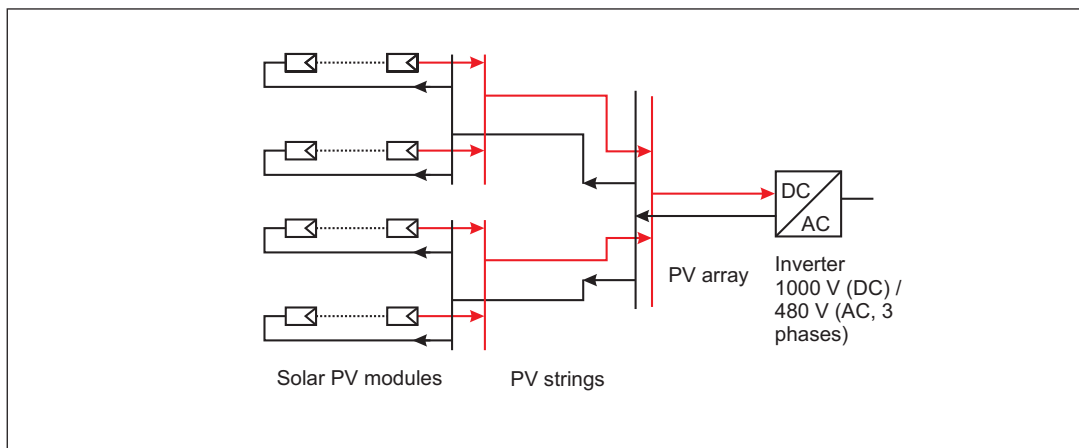 DC
AC
PV array
Inverter
1000 V (DC) /
480 V (AC, 3
phases)
Solar PV modules
PV strings